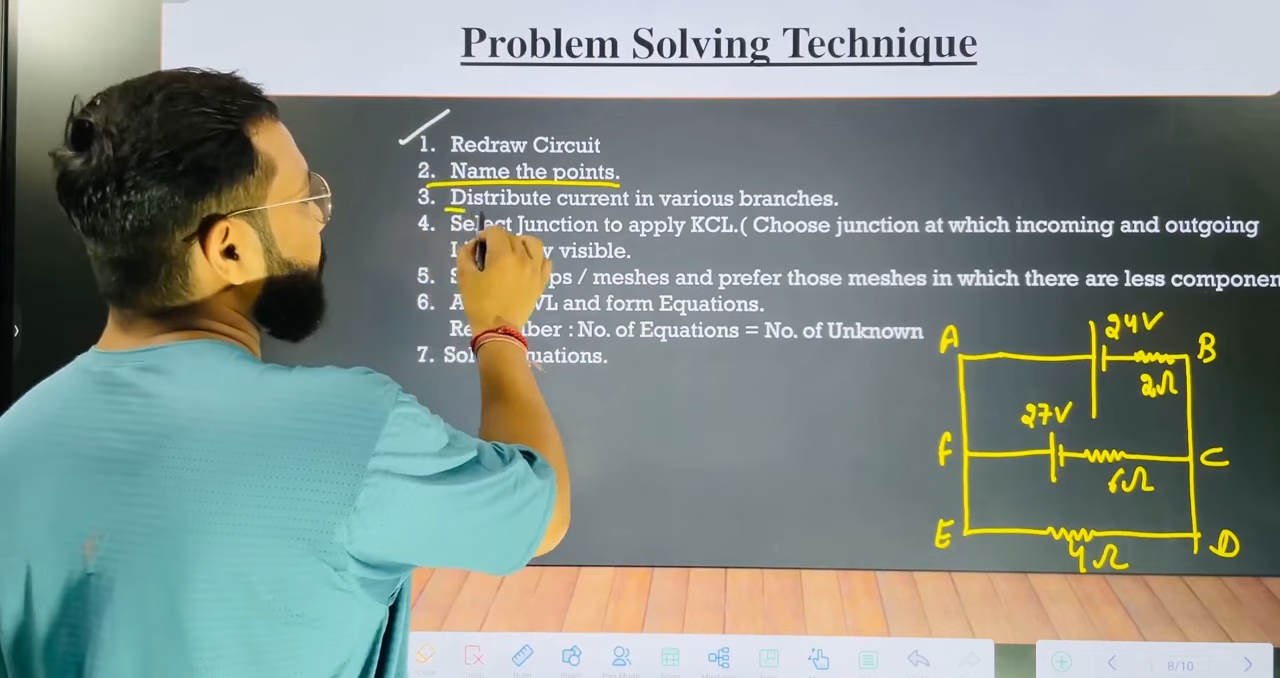 Problem Solving Technique
1. Redraw Circuit
2. Name the points.
3. Distribute current in various branches.
4. Select Junction to apply KCL.( Choose junction at which incoming and outgoing
visible.
5. / meshes and prefer those meshes in which there are less componen
6. and form Equations.
: No. of Equations = No. of Unknown
7.
A 24V B
2Ω
27V
F C
6Ω
E D
4Ω
8/10